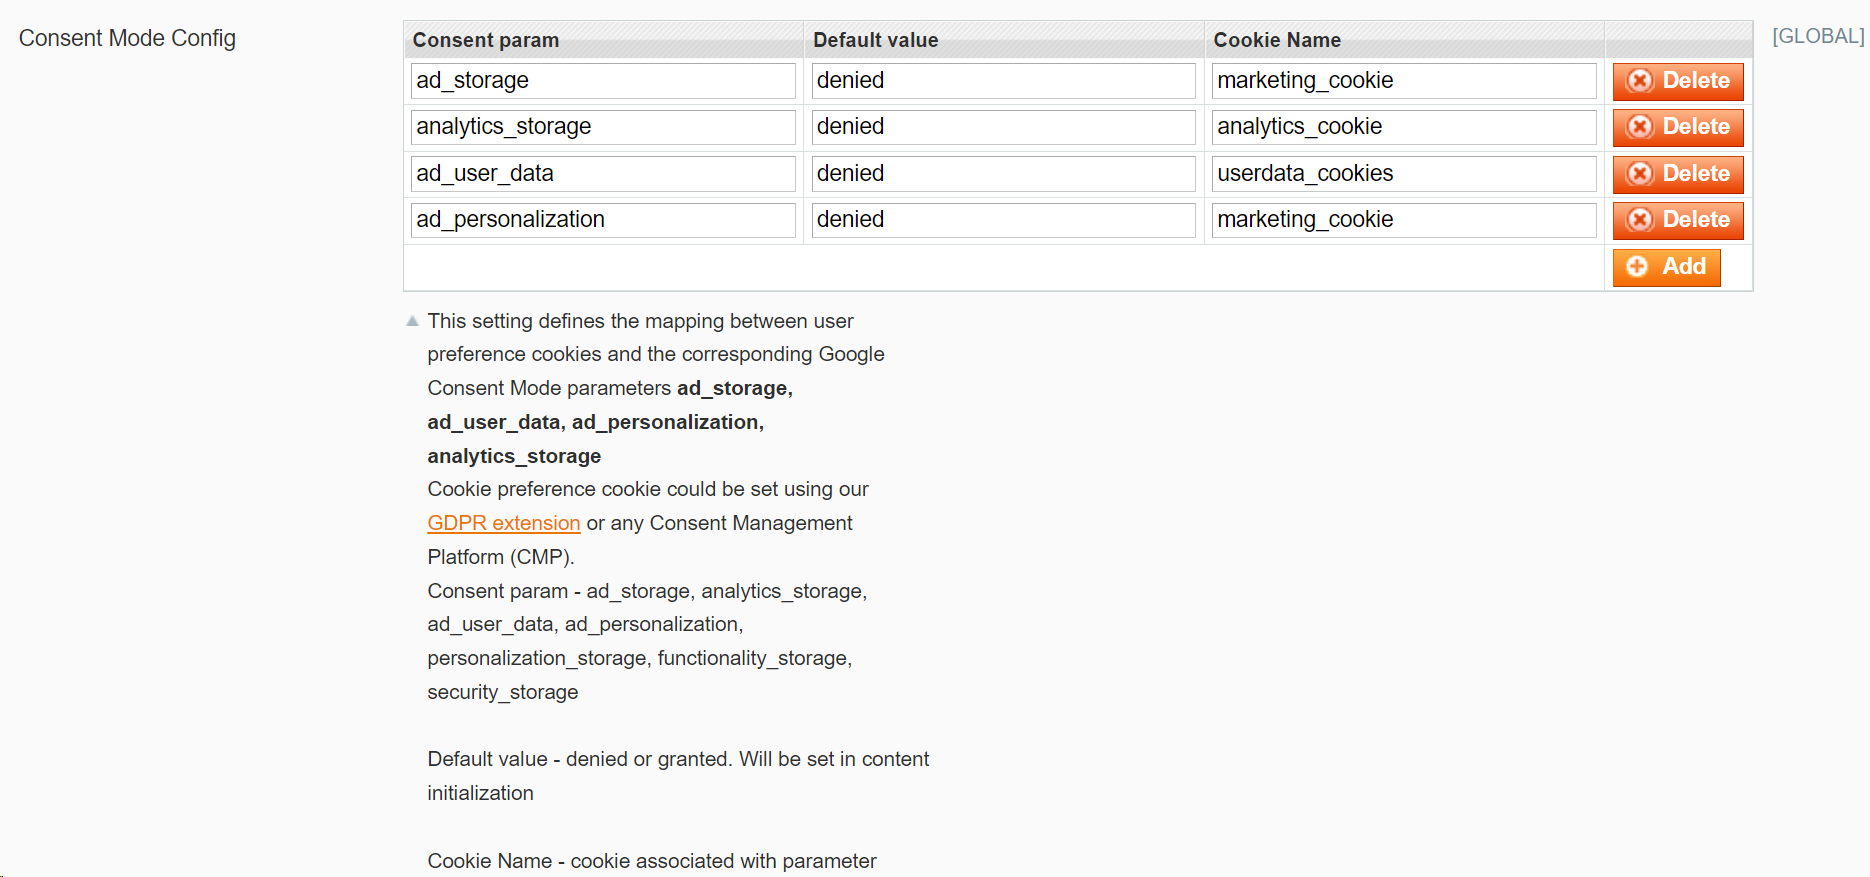 Consent Mode Config
Consent param Default value Cookie Name [GLOBAL]
ad_storage denied marketing_cookie Delete
analytics_storage denied analytics_cookie Delete
ad_user_data denied userdata_cookies Delete
ad_personalization denied marketing_cookie Delete
Add
This setting defines the mapping between user
preference cookies and the corresponding Google
Consent Mode parameters ad_storage,
ad_user_data, ad_personalization,
analytics_storage
Cookie preference cookie could be set using our
GDPR extension or any Consent Management
Platform (CMP).
Consent param - ad_storage, analytics_storage,
ad_user_data, ad_personalization,
personalization_storage, functionality_storage,
security_storage
Default value - denied or granted. Will be set in content
initialization
Cookie Name - cookie associated with parameter